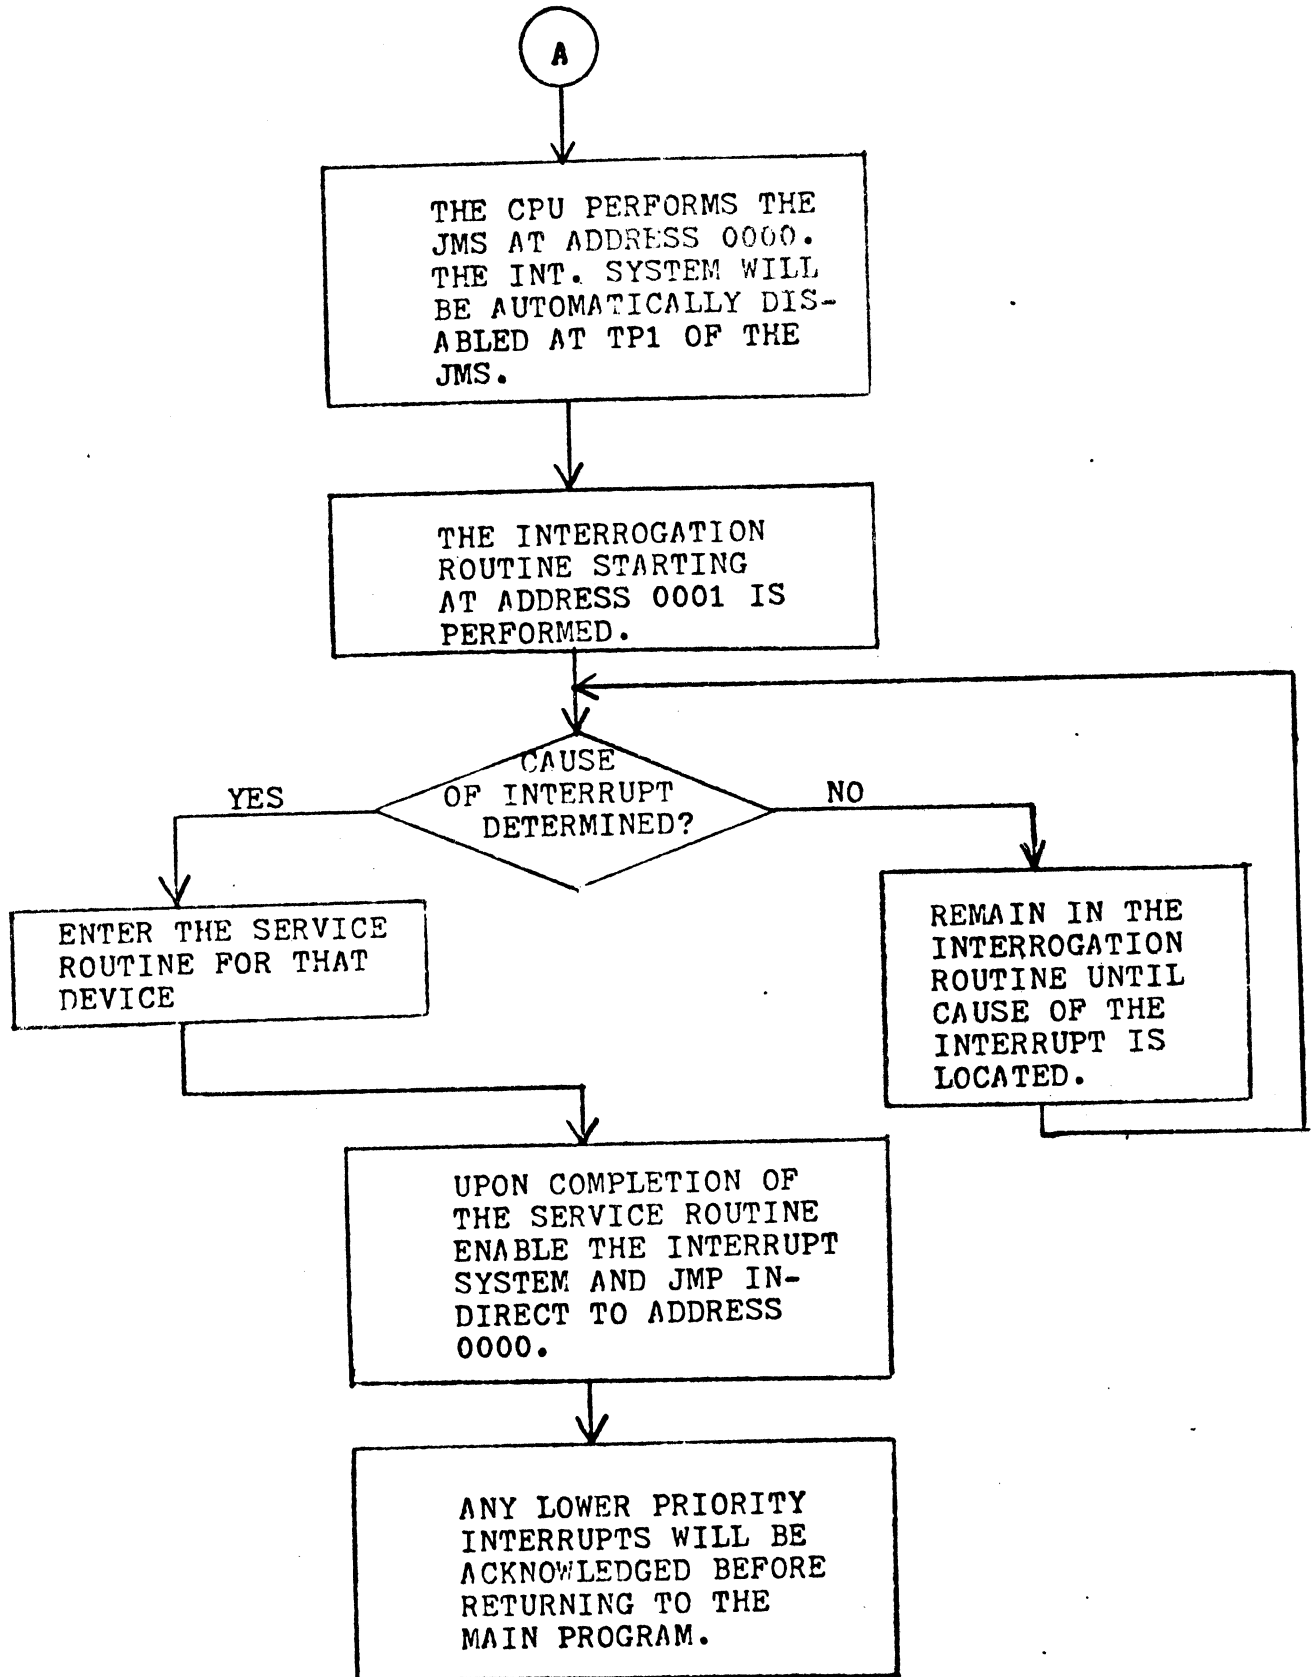 A
THE CPU PERFORMS THE
JMS AT ADDRESS 0000.
THE INT. SYSTEM WILL
BE AUTOMATICALLY DIS-
ABLED AT TP1 OF THE
JMS.
THE INTERROGATION
ROUTINE STARTING
AT ADDRESS 0001 IS
PERFORMED.
CAUSE
OF INTERRUPT
DETERMINED?
YES
NO
ENTER THE SERVICE
ROUTINE FOR THAT
DEVICE
REMAIN IN THE
INTERROGATION
ROUTINE UNTIL
CAUSE OF THE
INTERRUPT IS
LOCATED.
UPON COMPLETION OF
THE SERVICE ROUTINE
ENABLE THE INTERRUPT
SYSTEM AND JMP IN-
DIRECT TO ADDRESS
0000.
ANY LOWER PRIORITY
INTERRUPTS WILL BE
ACKNOWLEDGED BEFORE
RETURNING TO THE
MAIN PROGRAM.